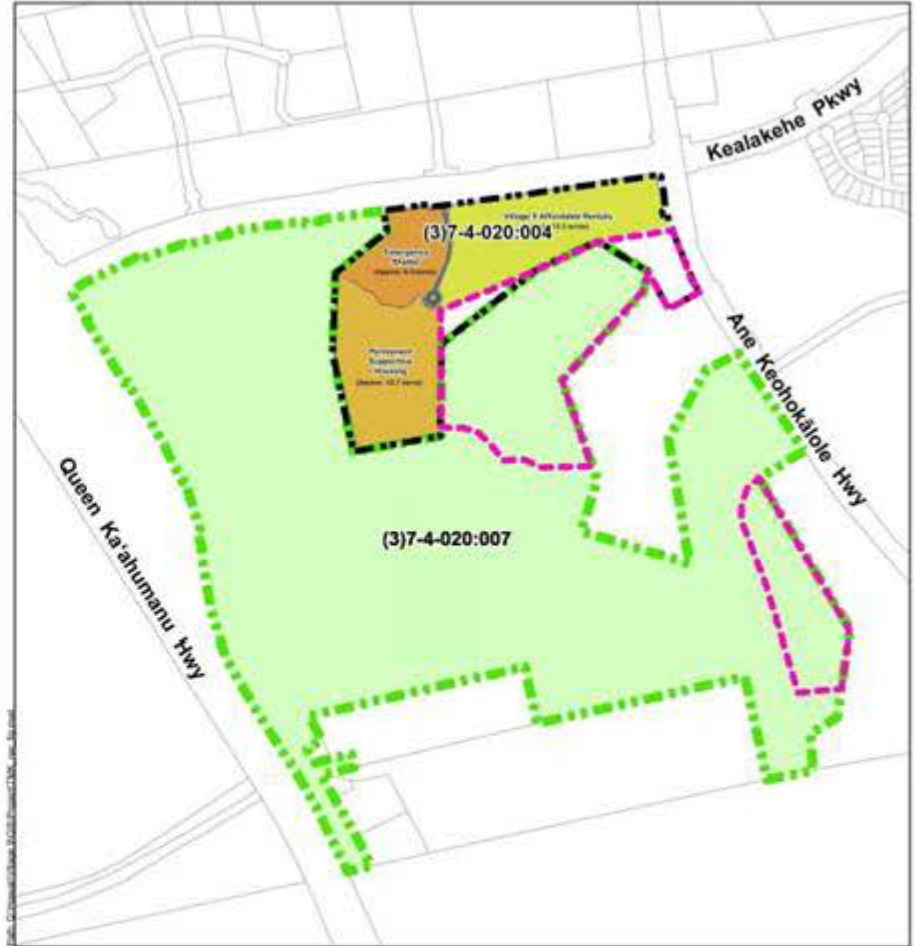 Kealakehe Pkwy
Village 9 Affordable Rentals
(3)7-4-020:004
Emergency
Shelter
Permanent
Supportive
Housing
Ane Keohokālole Hwy
Queen Ka'ahumanu Hwy
(3)7-4-020:007